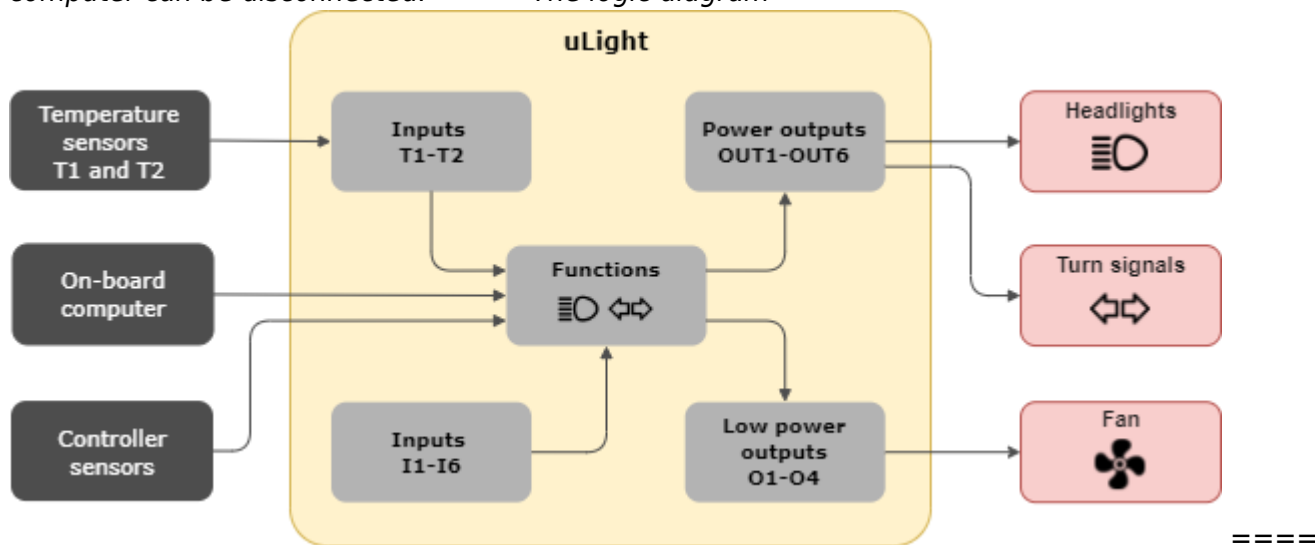 computer can be disconnected. The logic diagram
uLight
Temperature
sensors
T1 and T2
Inputs
T1-T2
Power outputs
OUT1-OUT6
Headlights
On-board
computer
Functions
Turn signals
Controller
sensors
Inputs
I1-I6
Low power
outputs
O1-O4
Fan
====